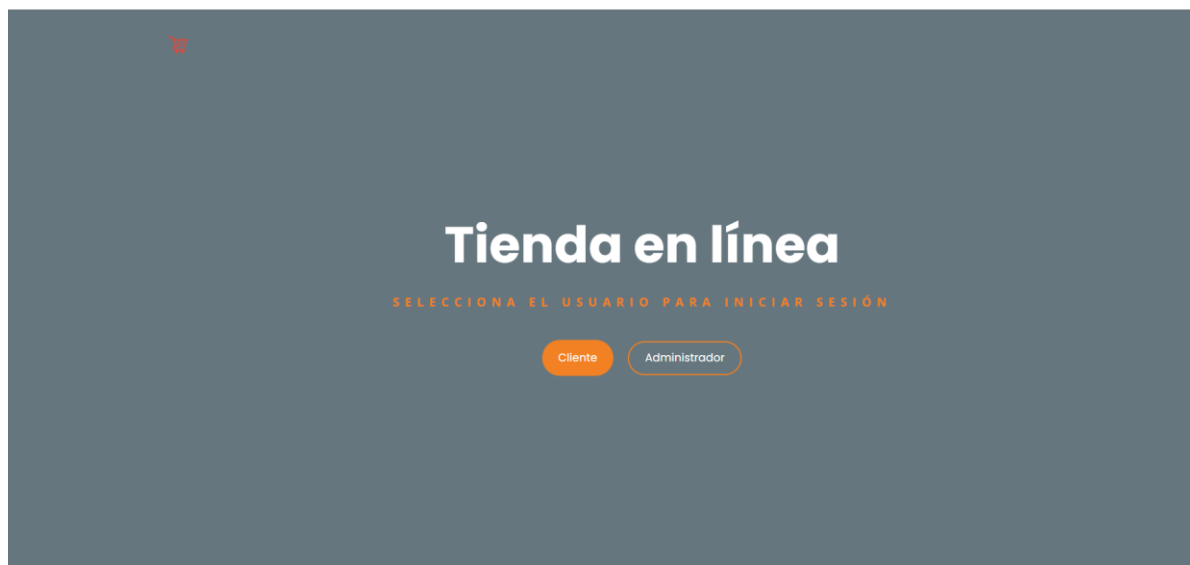 Tienda en línea
SELECCIONA EL USUARIO PARA INICIAR SESIÓN
Cliente Administrador